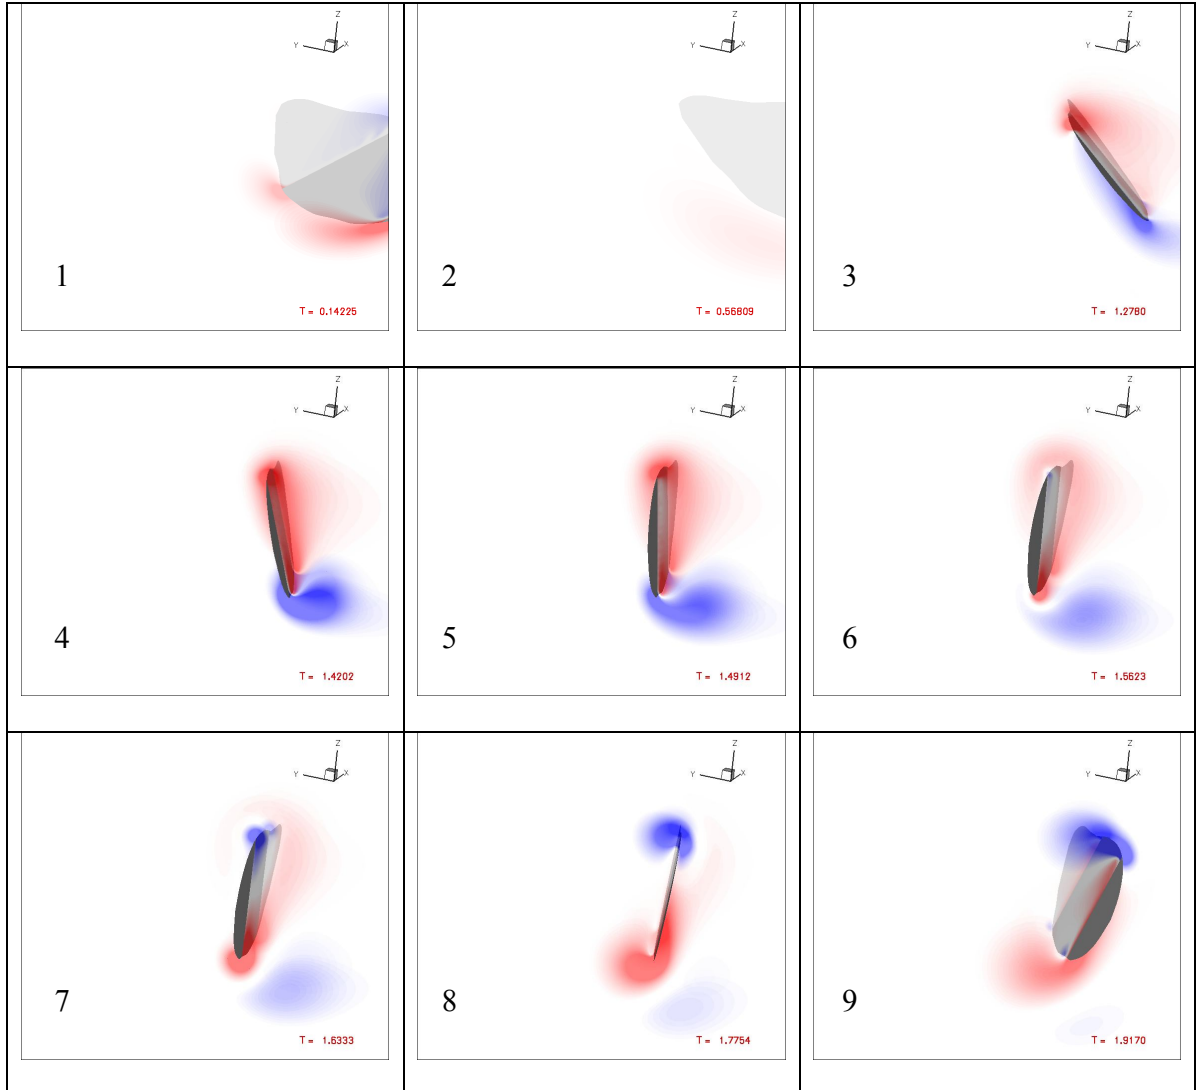 Z
Y X
1
T = 0.14225
Z
Y X
2
T = 0.56809
Z
Y X
3
T = 1.2780
Z
Y X
4
T = 1.4202
Z
Y X
5
T = 1.4912
Z
Y X
6
T = 1.5623
Z
Y X
7
T = 1.6333
Z
Y X
8
T = 1.7754
Z
Y X
9
T = 1.9170